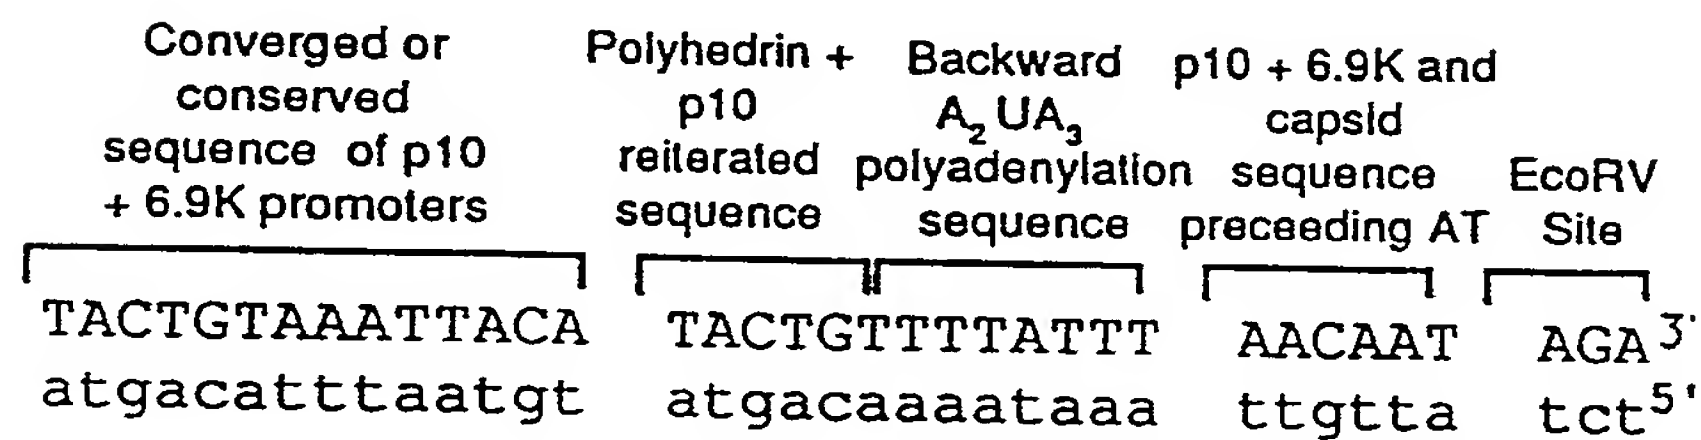 Converged or
conserved
sequence of p10
+ 6.9K promoters
Polyhedrin +
p10
reiterated
sequence
Backward
A₂ UA₃
polyadenylation
sequence
p10 + 6.9K and
capsid
sequence
preceeding AT
EcoRV
Site
TACTGTAAATTACA TACTGTTTTATTT AACAAT AGA3'
atgacatttaatgt atgacaaaataaa ttgtta tct5'